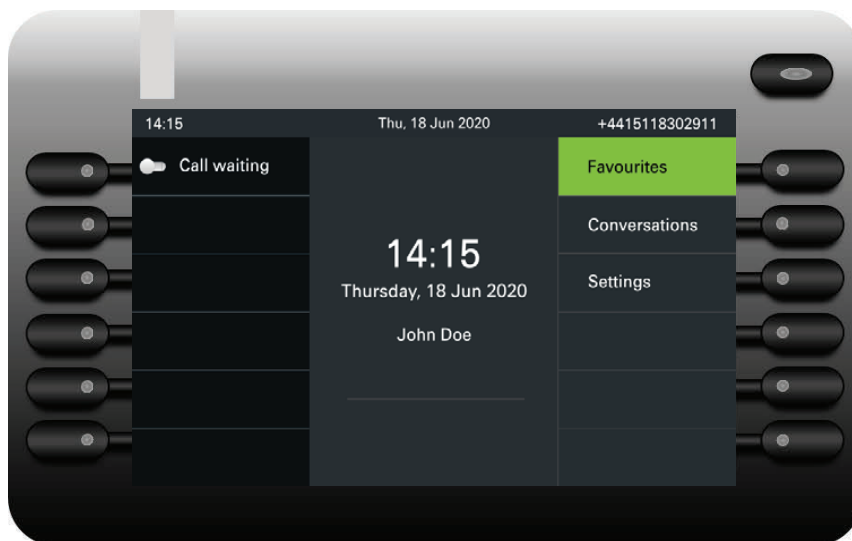 14:15 Thu, 18 Jun 2020 +4415118302911
Call waiting
14:15
Thursday, 18 Jun 2020
John Doe
Favourites
Conversations
Settings